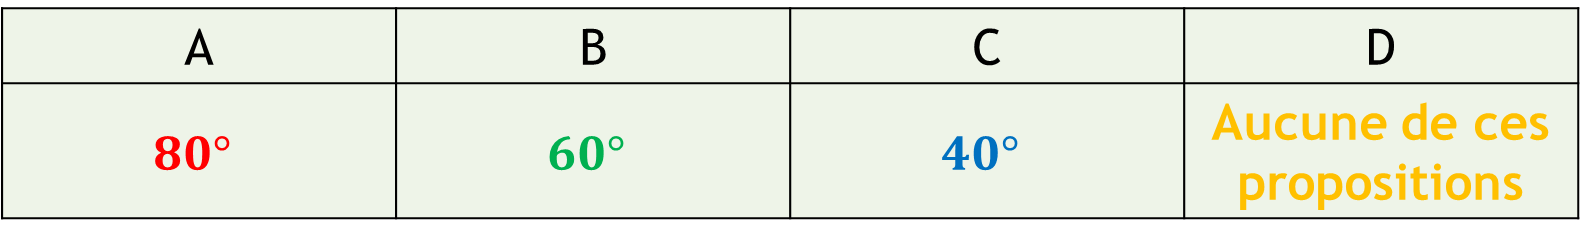 A B C D
80° 60° 40° Aucune de ces
propositions